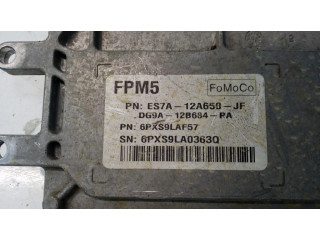 FPM5
FoMoCo
PN: ES7A-12A650-JF
DG9A-12B684-PA
PN: 6PXS9LAF57
SN: 6PXS9LA0363Q